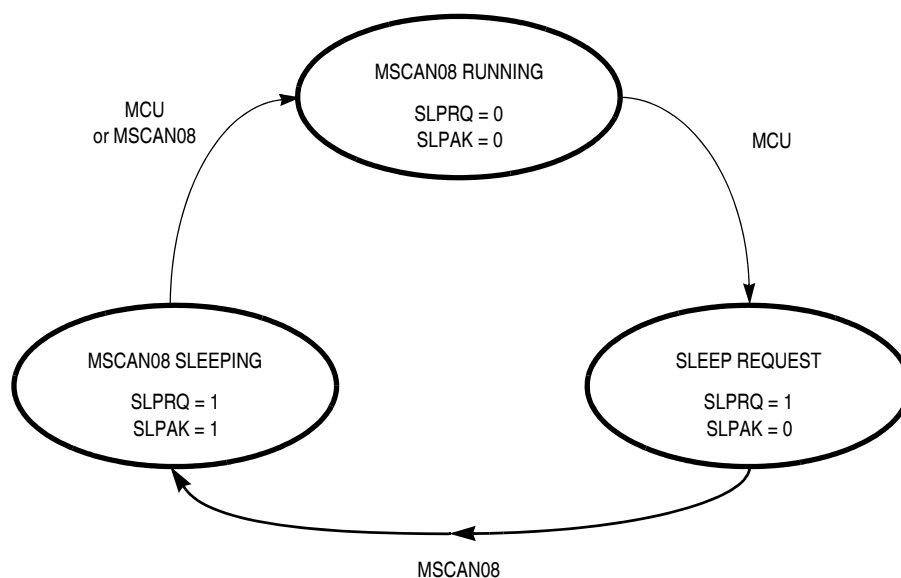 MSCAN08 RUNNING
SLPRQ = 0
SLPAK = 0
MCU
or MSCAN08
MCU
MSCAN08 SLEEPING
SLPRQ = 1
SLPAK = 1
SLEEP REQUEST
SLPRQ = 1
SLPAK = 0
MSCAN08